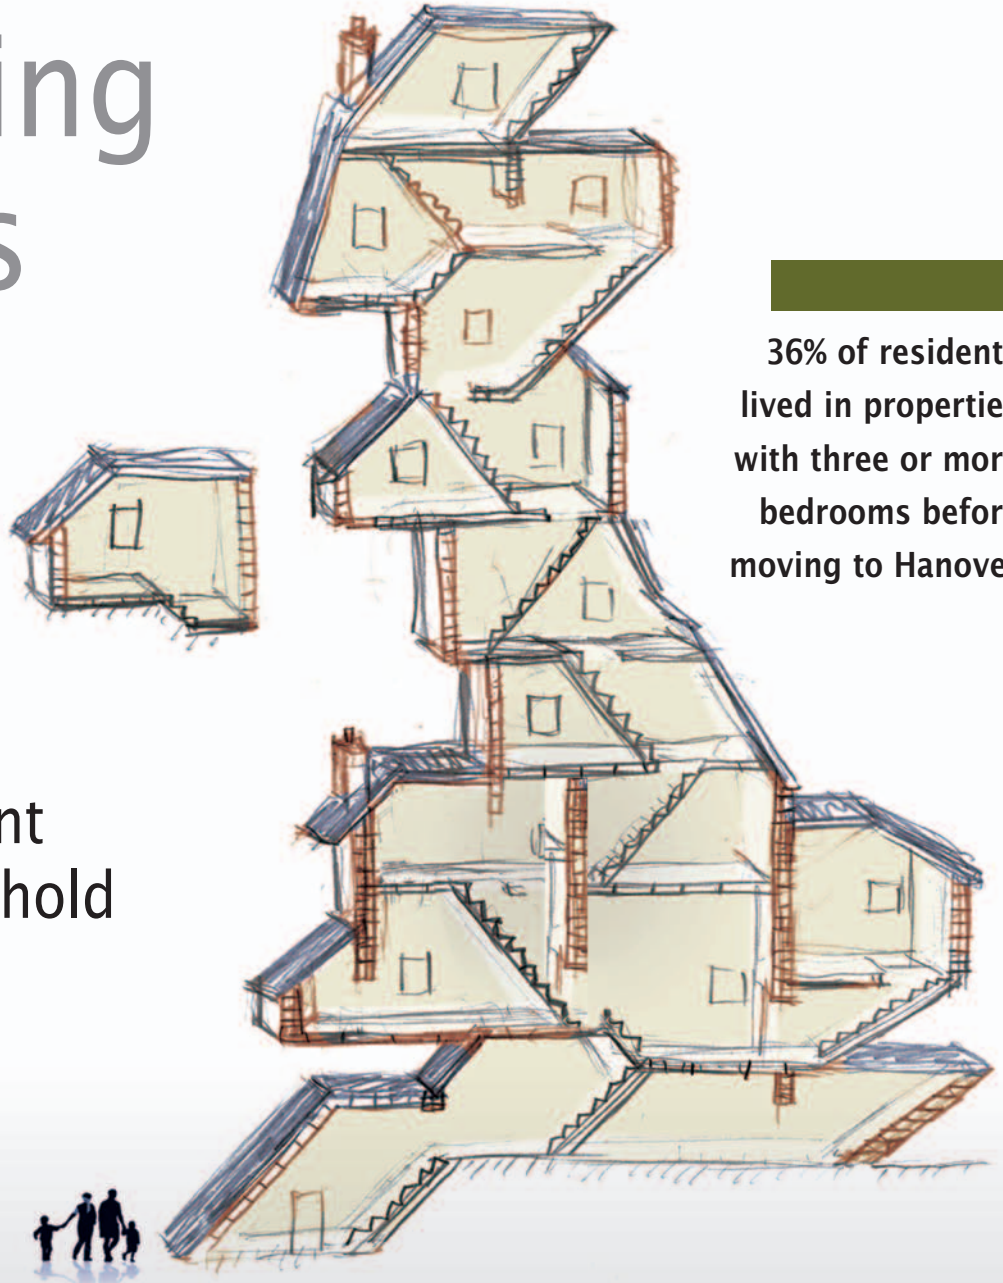 ing
s
36% of resident
lived in propertie
with three or mor
bedrooms befor
moving to Hanove
nt
hold